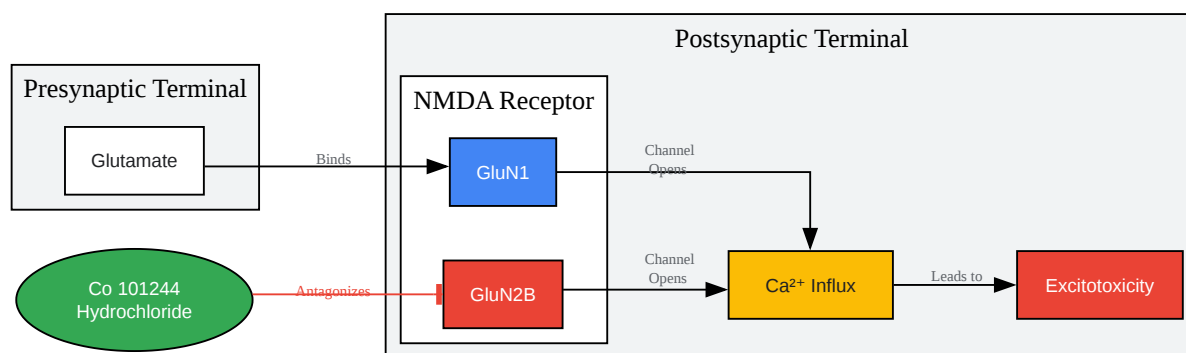 Postsynaptic Terminal
Presynaptic Terminal
NMDA Receptor
Glutamate
Binds
GluN1
Channel
Opens
Co 101244
Hydrochloride
Antagonizes
GluN2B
Channel
Opens
Ca²⁺ Influx
Leads to
Excitotoxicity